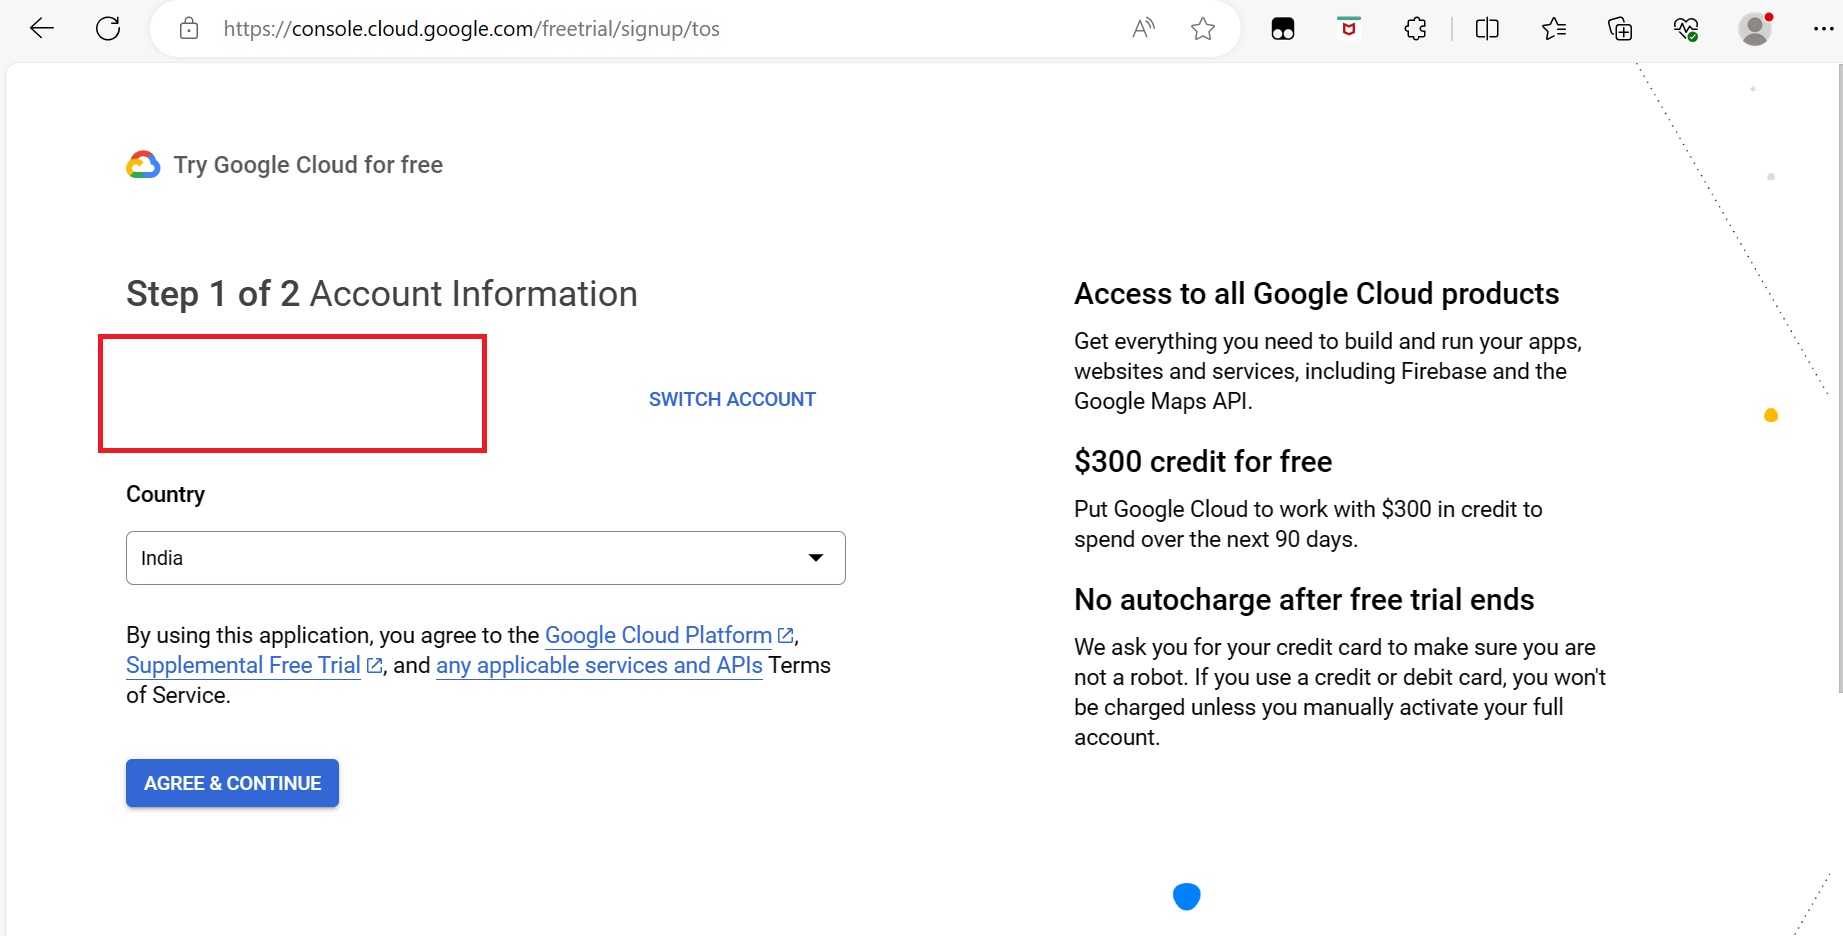 https://console.cloud.google.com/freetrial/signup/tos
Try Google Cloud for free
Step 1 of 2 Account Information
SWITCH ACCOUNT
Country
India
By using this application, you agree to the Google Cloud Platform,
Supplemental Free Trial, and any applicable services and APIs Terms
of Service.
AGREE & CONTINUE
Access to all Google Cloud products
Get everything you need to build and run your apps,
websites and services, including Firebase and the
Google Maps API.
$300 credit for free
Put Google Cloud to work with $300 in credit to
spend over the next 90 days.
No autocharge after free trial ends
We ask you for your credit card to make sure you are
not a robot. If you use a credit or debit card, you won't
be charged unless you manually activate your full
account.